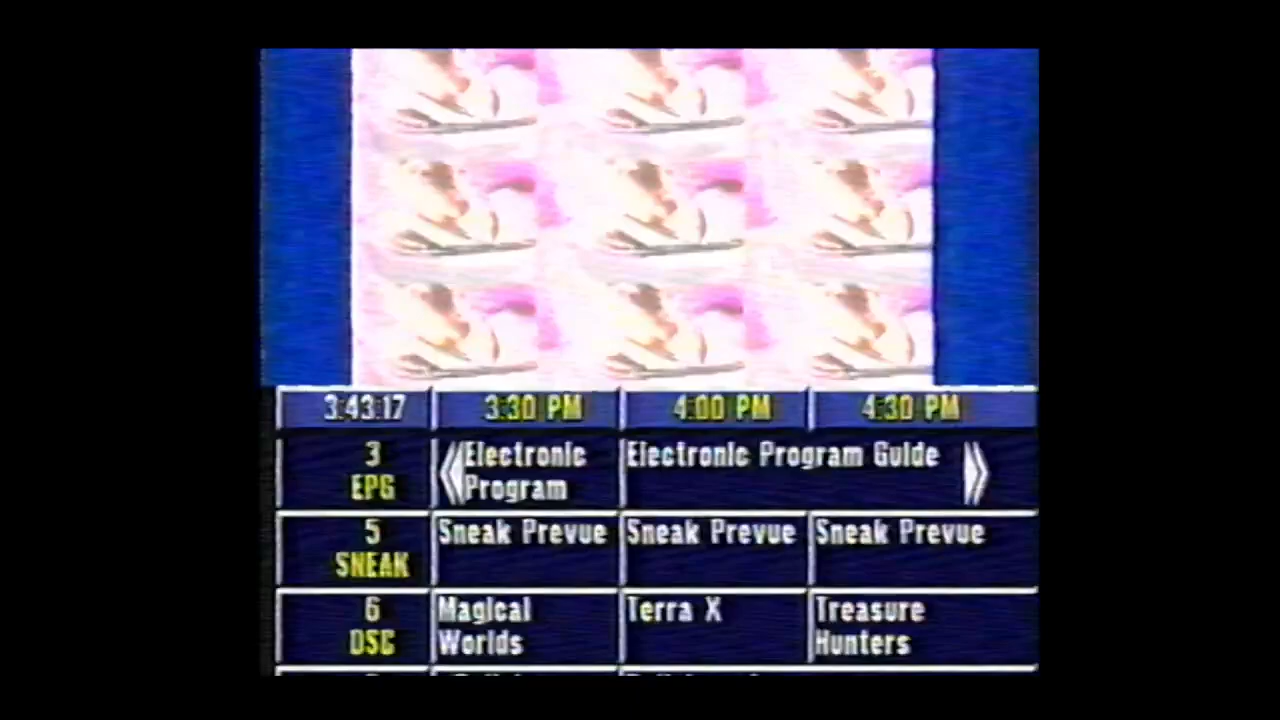 3:43:17 3:30 PM 4:00 PM 4:30 PM
3 Electronic Electronic Program Guide
EPG Program
5 Sneak Prevue Sneak Prevue Sneak Prevue
SNEAK
6 Magical Terra X Treasure
DSC Worlds Hunters